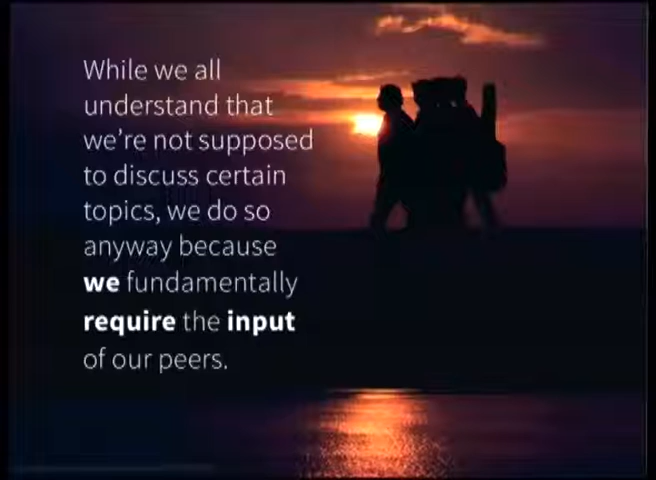 While we all
understand that
we're not supposed
to discuss certain
topics, we do so
anyway because
we fundamentally
require the input
of our peers.